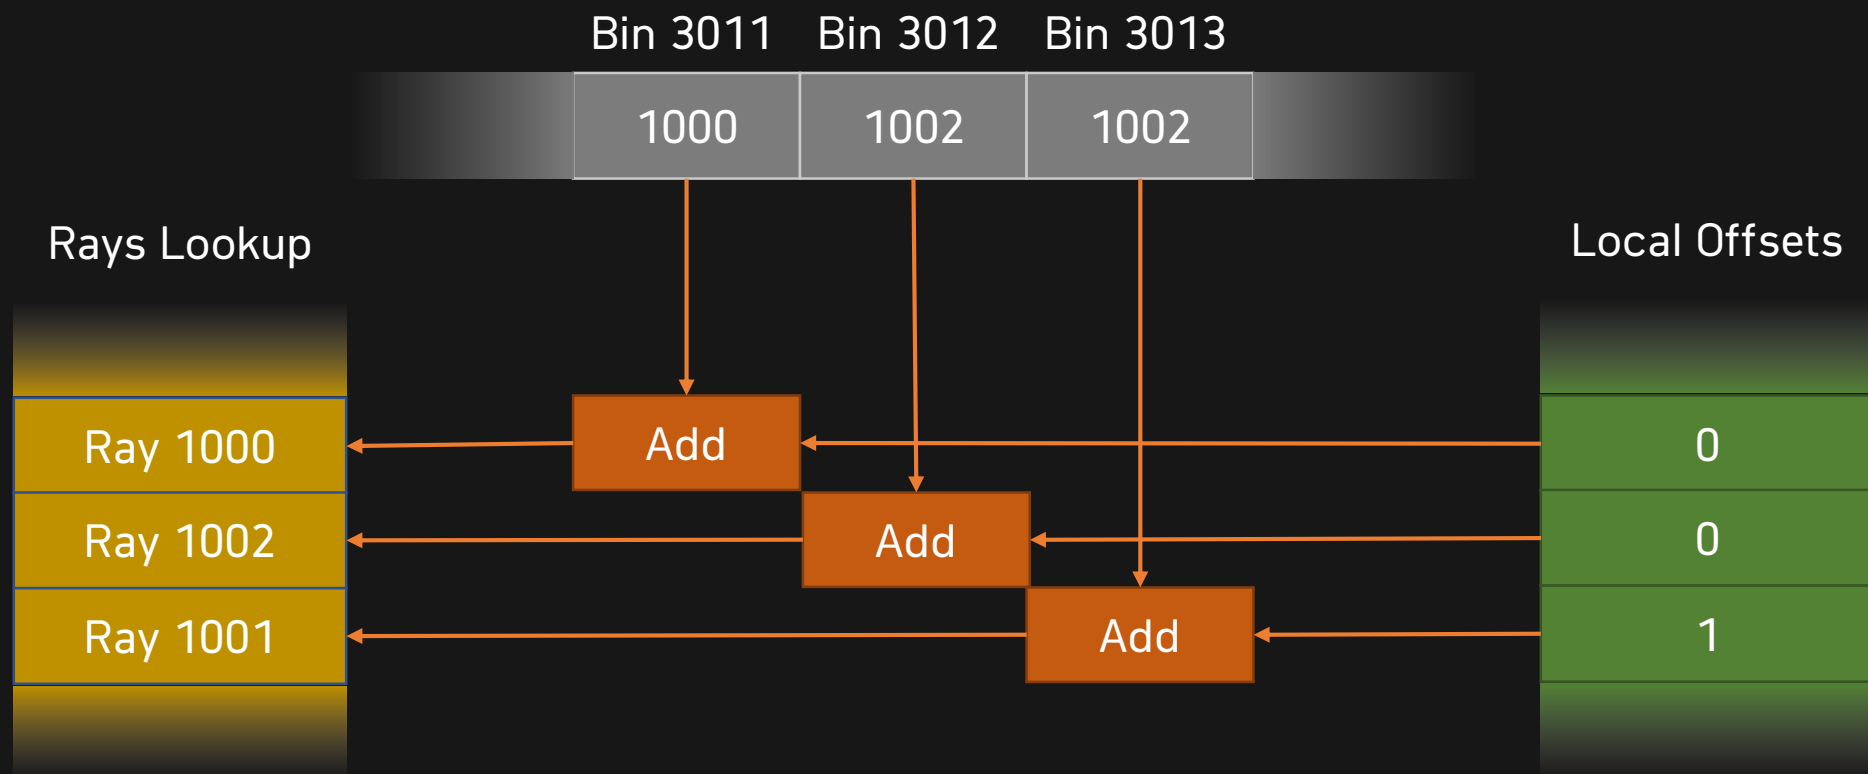 Bin 3011 Bin 3012 Bin 3013
1000 1002 1002
Rays Lookup Local Offsets
Ray 1000 Add 0
Ray 1002 Add 0
Ray 1001 Add 1